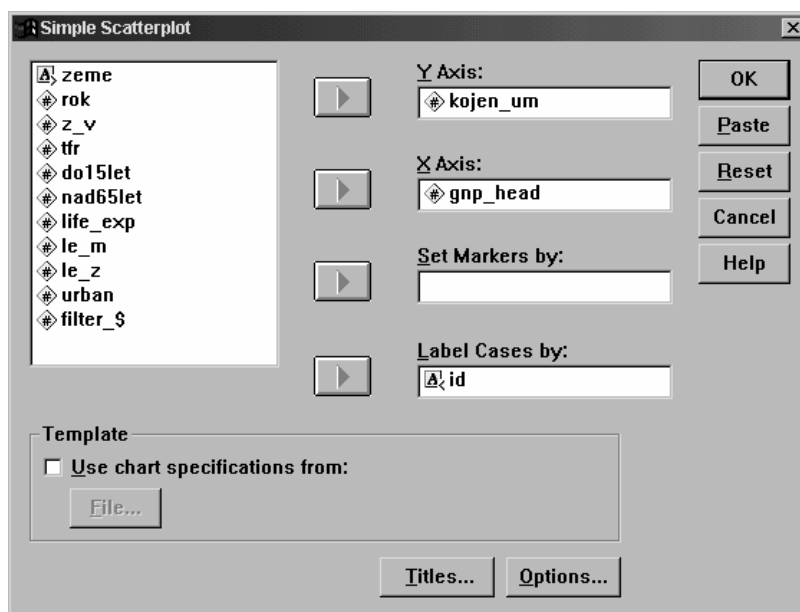 Simple Scatterplot
zeme
rok
z_v
tfr
do15let
nad65let
life_exp
le_m
le_z
urban
filter_$
Y Axis:
kojen_um
X Axis:
gnp_head
Set Markers by:
Label Cases by:
id
OK
Paste
Reset
Cancel
Help
Template
Use chart specifications from:
File...
Titles...
Options...